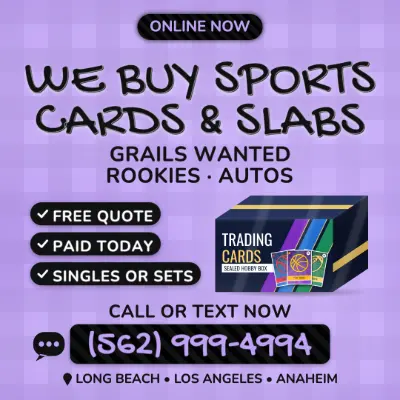 ONLINE NOW
WE BUY SPORTS
CARDS & SLABS
GRAILS WANTED
ROOKIES · AUTOS
✓ FREE QUOTE
✓ PAID TODAY
✓ SINGLES OR SETS
TRADING
CARDS
SEALED HOBBY BOX
CALL OR TEXT NOW
(562) 999-4994
LONG BEACH • LOS ANGELES • ANAHEIM